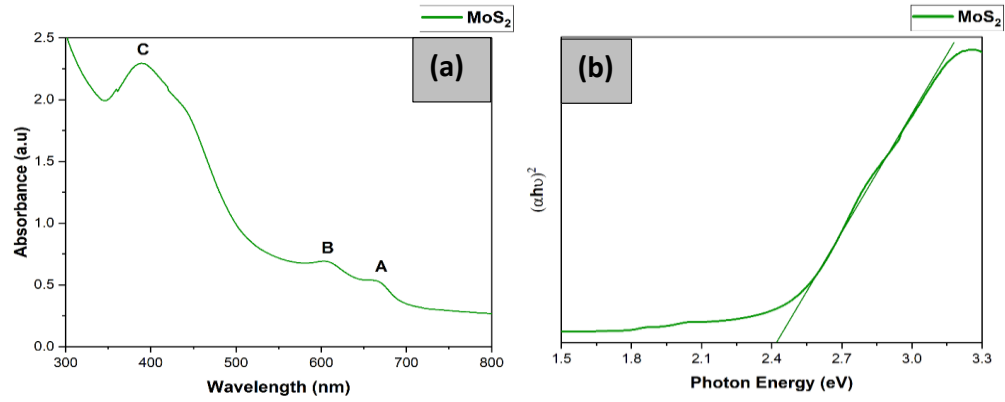 MoS₂
(a)
C
B
A
2.5
2.0
1.5
1.0
0.5
0.0
Absorbance (a.u)
300 400 500 600 700 800
Wavelength (nm)
MoS₂
(b)
(αhυ)²
1.5 1.8 2.1 2.4 2.7 3.0 3.3
Photon Energy (eV)